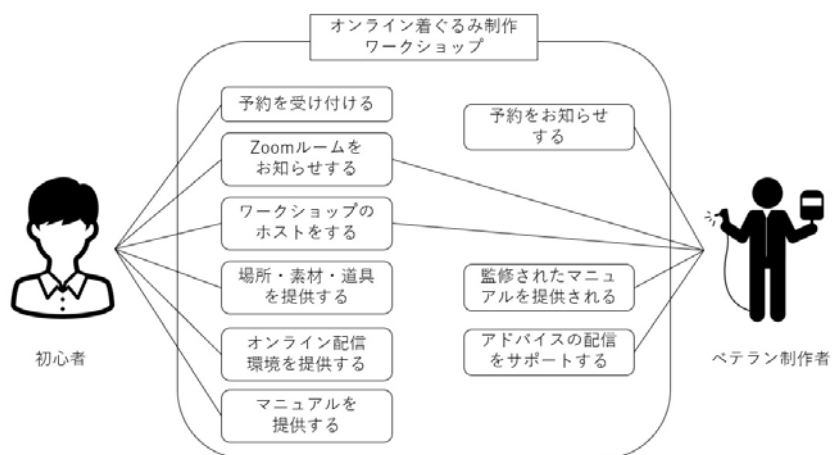 オンライン着ぐるみ制作
ワークショップ
予約を受け付ける
Zoomルームを
お知らせする
ワークショップの
ホストをする
場所・素材・道具
を提供する
オンライン配信
環境を提供する
マニュアルを
提供する
予約をお知らせ
する
監修されたマニュ
アルを提供される
アドバイスの配信
をサポートする
初心者
ベテラン制作者